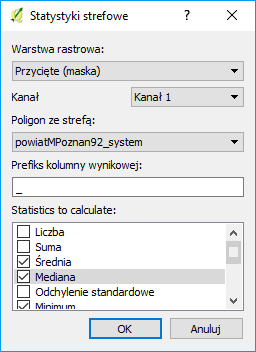 Statystyki strefowe
Warstwa rastrowa:
Przycięte (maska)
Kanał
Kanał 1
Poligon ze strefą:
powiatMPoznan92_system
Prefiks kolumny wynikowej:
_
Statistics to calculate:
Liczba
Suma
Średnia
Mediana
Odchylenie standardowe
Minimum
OK
Anuluj